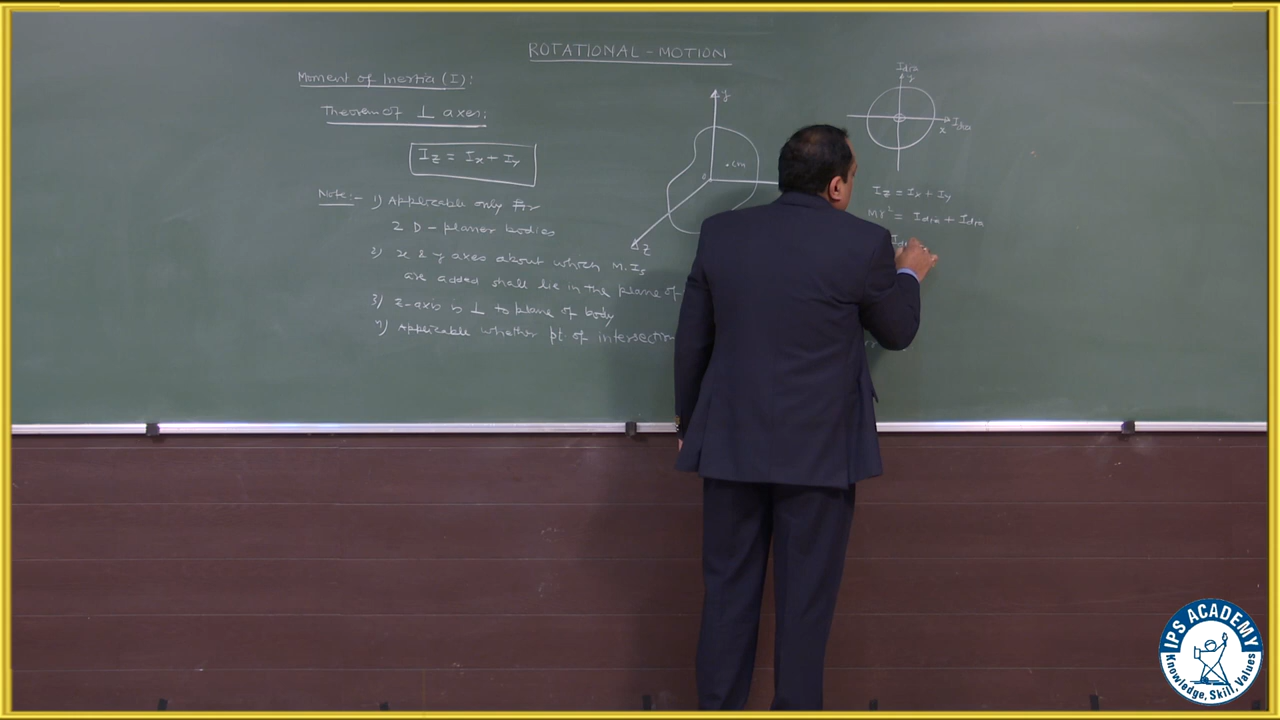 ROTATIONAL-MOTION
Moment of Inertia (I):
Theorem of ⊥ axes:
Iz = Ix + Iy
Note:- 1) Applicable only for
2 D-planer bodies
2) x & y axes about which M.Is
are added shall lie in the plane of
3) z-axis is ⊥ to plane of body
4) Applicable whether pt. of intersection
y
cm
o
z
Idia
y
x Idia
Iz = Ix + Iy
Mr² = Idia + Idia
IPS ACADEMY
Knowledge, Skill, Values